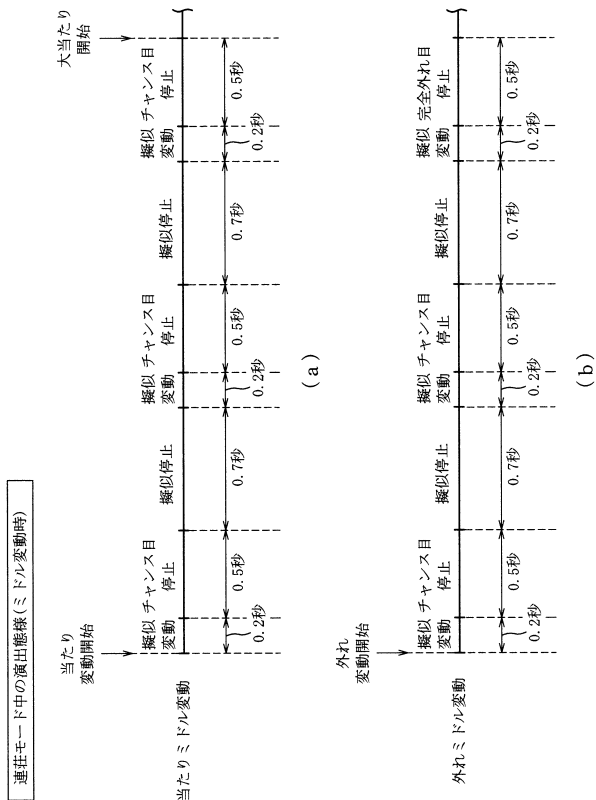 連荘モード中の演出態様(ミドル変動時)
当たり
変動開始
大当たり
開始
当たりミドル変動
擬似
変動
チャンス目
停止
擬似停止
擬似
変動
チャンス目
停止
擬似停止
擬似
変動
チャンス目
停止
0.2秒
0.5秒
0.7秒
0.2秒
0.5秒
0.7秒
0.2秒
0.5秒
(a)
外れ
変動開始
外れミドル変動
擬似
変動
チャンス目
停止
擬似停止
擬似
変動
チャンス目
停止
擬似停止
擬似
変動
完全外れ目
停止
0.2秒
0.5秒
0.7秒
0.2秒
0.5秒
0.7秒
0.2秒
0.5秒
(b)